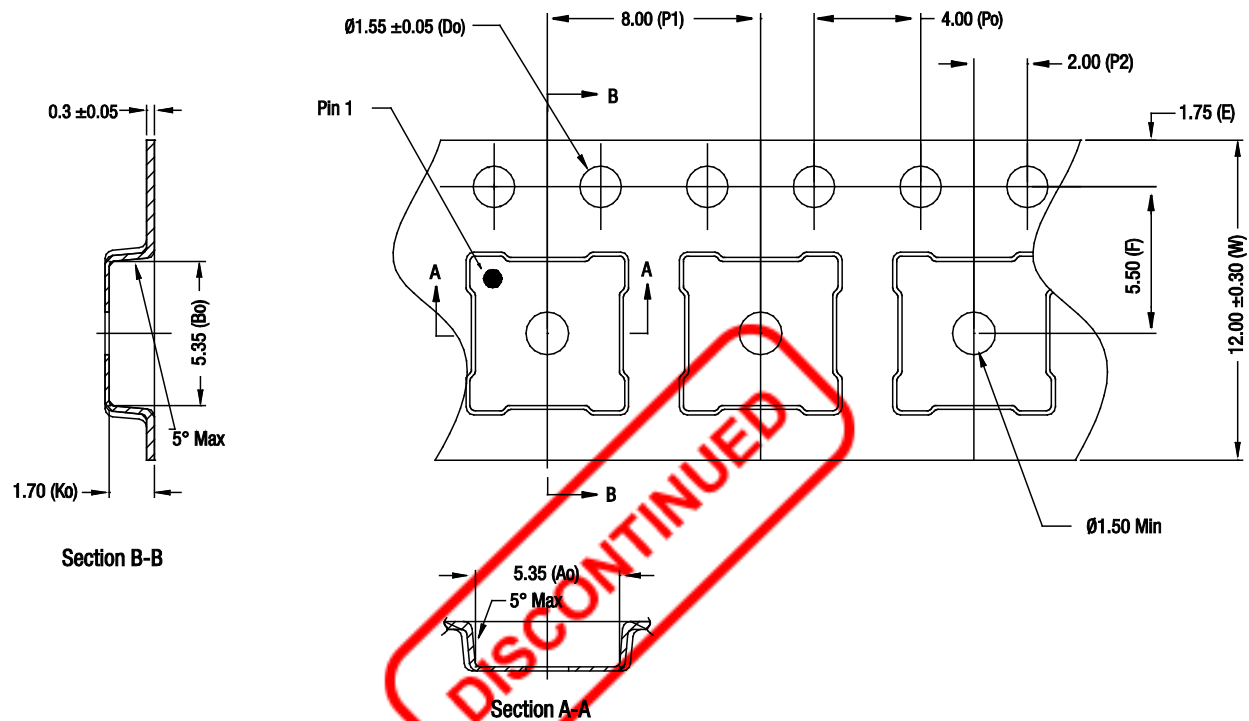 8.00 (P1)
4.00 (Po)
Ø1.55 ±0.05 (Do)
2.00 (P2)
0.3 ±0.05
Pin 1
B
1.75 (E)
A
A
5.50 (F)
12.00 ±0.30 (W)
5.35 (Bo)
5° Max
1.70 (Ko)
B
Ø1.50 Min
Section B-B
DISCONTINUED
5.35 (Ao)
5° Max
Section A-A